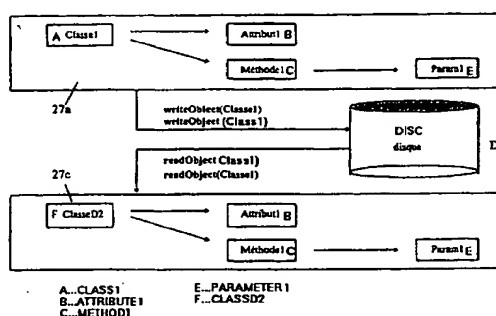 A Classe1
Attribut1 B
Méthode1 C
Param1 E
27a
writeObject(Classe1)
writeObject(Class1)
DISC
disque
D
readObject Class1)
readObject(Classe1)
27c
F ClasseD2
Attribut1 B
Méthode1 C
Param1 E
A...CLASS1
B...ATTRIBUTE1
C...METHOD1
E...PARAMETER1
F...CLASSD2